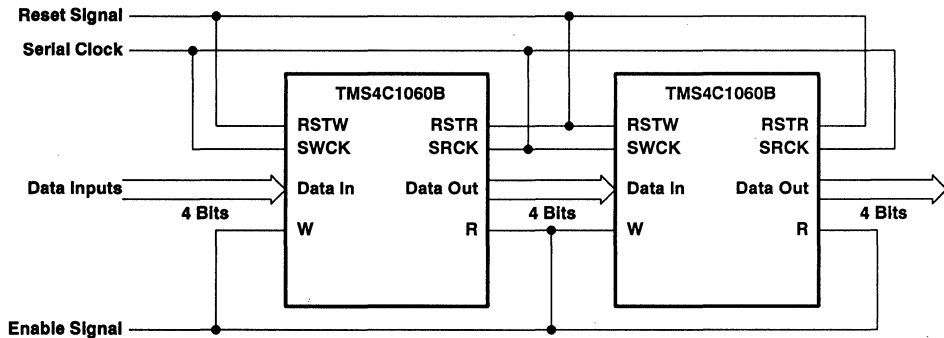 Reset Signal
Serial Clock
TMS4C1060B
TMS4C1060B
RSTW
RSTR
RSTW
RSTR
SWCK
SRCK
SWCK
SRCK
Data Inputs
Data In
Data Out
Data In
Data Out
4 Bits
4 Bits
4 Bits
W
R
W
R
Enable Signal